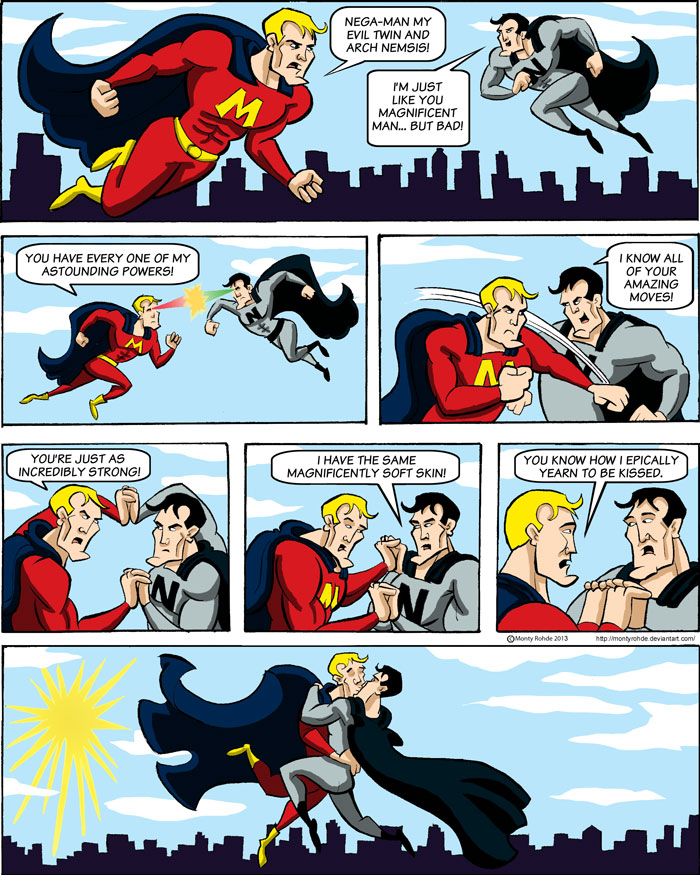 NEGA-MAN MY
EVIL TWIN AND
ARCH NEMSIS!
I'M JUST
LIKE YOU
MAGNIFICENT
MAN... BUT BAD!
M
YOU HAVE EVERY ONE OF MY
ASTOUNDING POWERS!
M
N
I KNOW ALL
OF YOUR
AMAZING
MOVES!
M
YOU'RE JUST AS
INCREDIBLY STRONG!
N
I HAVE THE SAME
MAGNIFICENTLY SOFT SKIN!
M
N
YOU KNOW HOW I EPICALLY
YEARN TO BE KISSED.
©Monty Rohde 2013
http://montyrohde.deviantart.com/